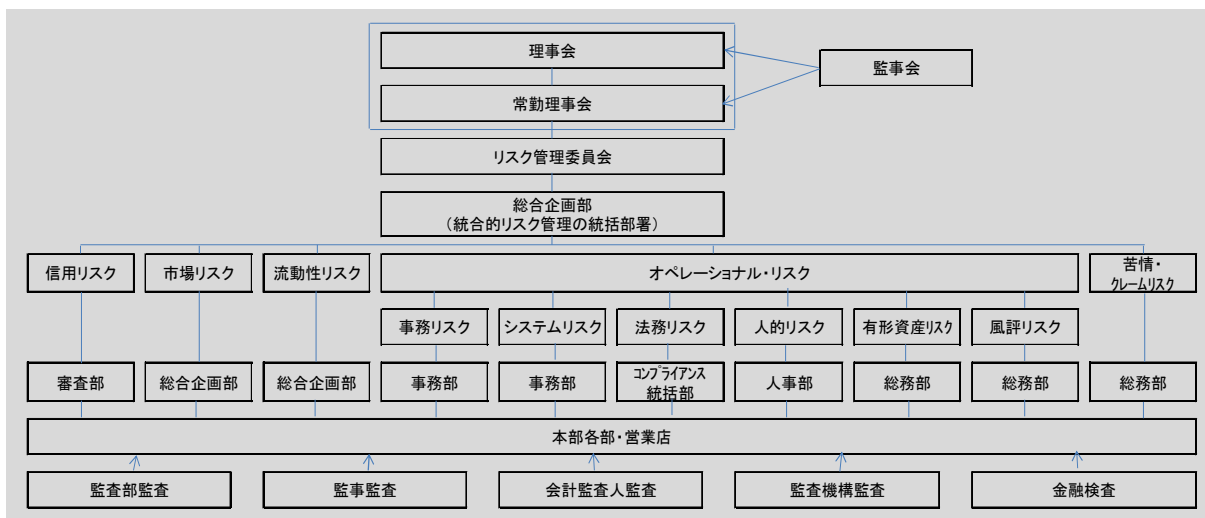 理事会
監事会
常勤理事会
リスク管理委員会
総合企画部
（統合的リスク管理の統括部署）
信用リスク
市場リスク
流動性リスク
オペレーショナル・リスク
苦情・
クレームリスク
事務リスク
システムリスク
法務リスク
人的リスク
有形資産リスク
風評リスク
審査部
総合企画部
総合企画部
事務部
事務部
コンプライアンス
統括部
人事部
総務部
総務部
総務部
本部各部・営業店
監査部監査
監事監査
会計監査人監査
監査機構監査
金融検査